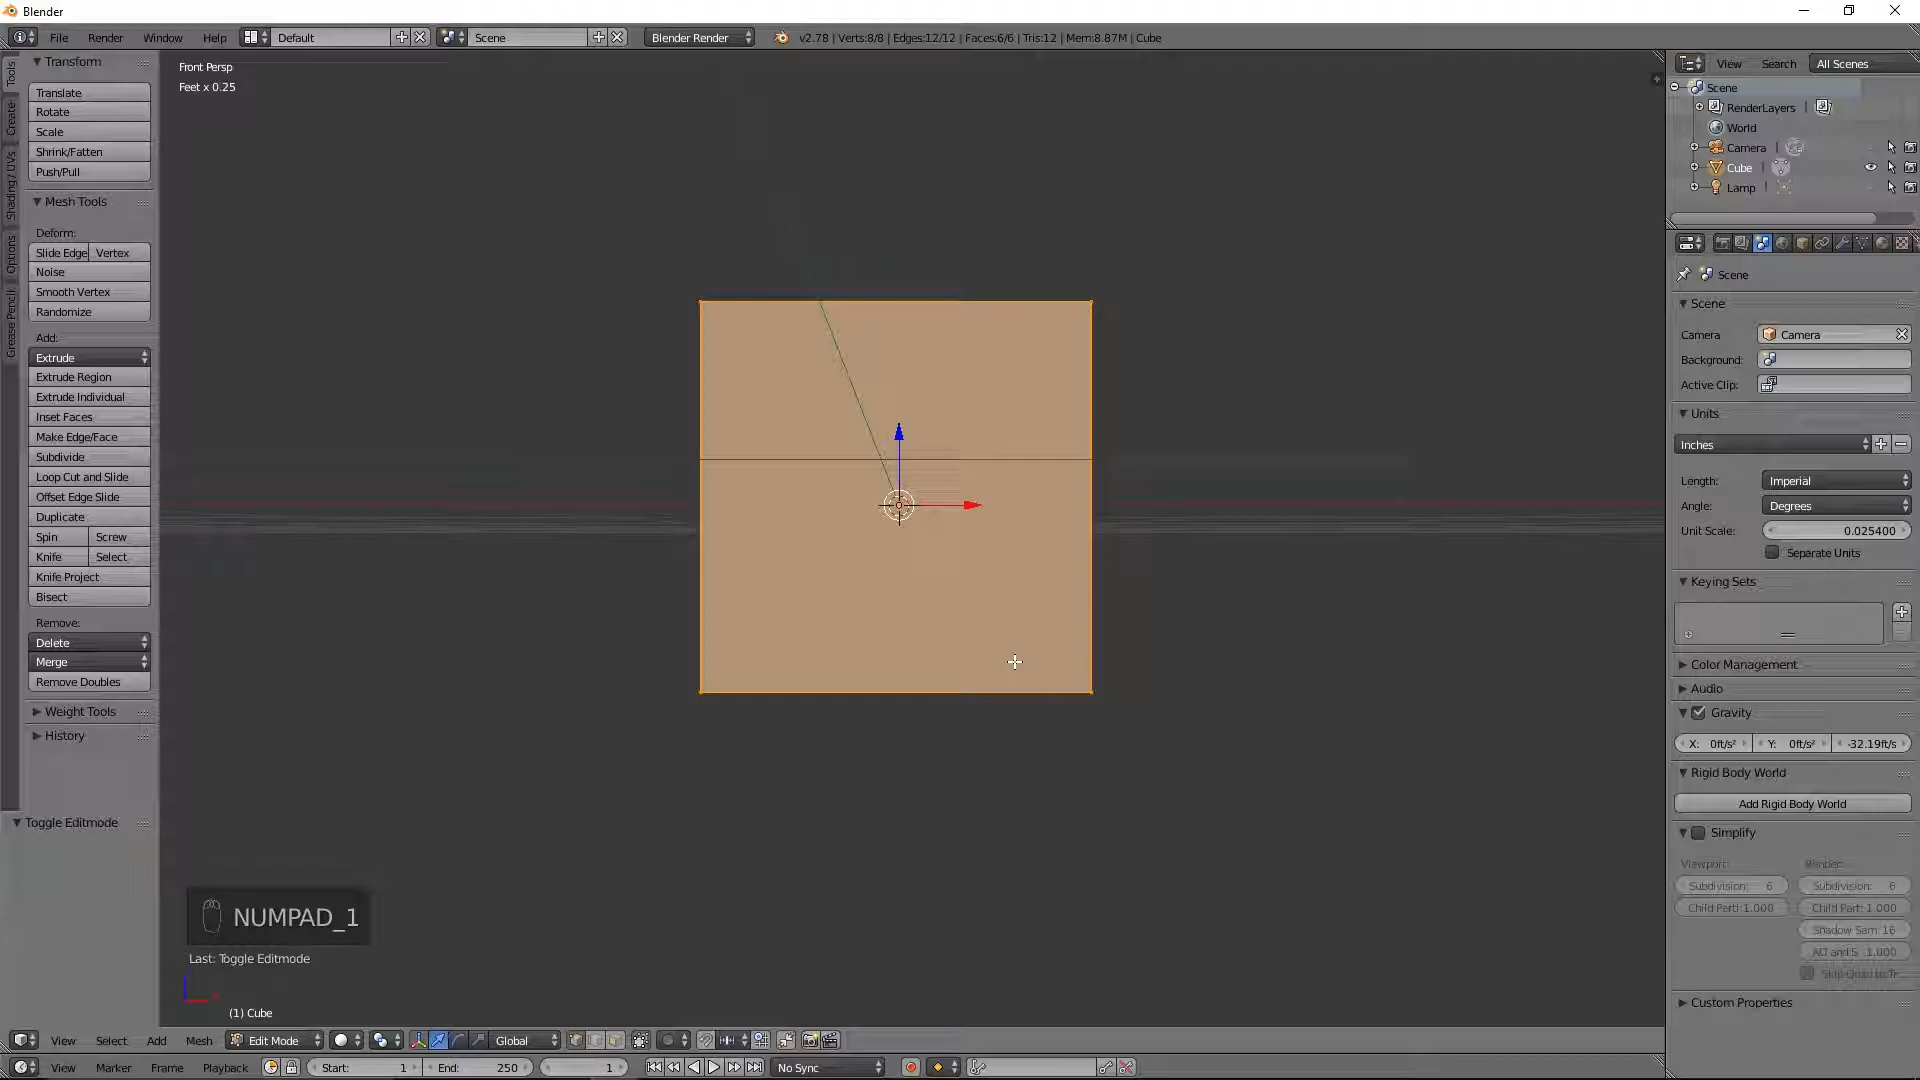 Blender
File Render Window Help Default Scene Blender Render v2.78 | Verts:8/8 | Edges:12/12 | Faces:6/6 | Tris:12 | Mem:8.87M | Cube
Tools
Create
Shading / UVs
Options
Grease Pencil
Transform
Translate
Rotate
Scale
Shrink/Fatten
Push/Pull
Mesh Tools
Deform:
Slide Edge Vertex
Noise
Smooth Vertex
Randomize
Add:
Extrude
Extrude Region
Extrude Individual
Inset Faces
Make Edge/Face
Subdivide
Loop Cut and Slide
Offset Edge Slide
Duplicate
Spin Screw
Knife Select
Knife Project
Bisect
Remove:
Delete
Merge
Remove Doubles
Weight Tools
History
Toggle Editmode
Front Persp
Feet x 0.25
NUMPAD_1
Last: Toggle Editmode
(1) Cube
View Search All Scenes
Scene
RenderLayers
World
Camera
Cube
Lamp
Scene
Scene
Camera Camera
Background:
Active Clip:
Units
Inches
Length: Imperial
Angle: Degrees
Unit Scale: 0.025400
Separate Units
Keying Sets
Color Management
Audio
Gravity
X: 0ft/s² Y: 0ft/s² -32.19ft/s
Rigid Body World
Add Rigid Body World
Simplify
Viewport: Render:
Subdivision: 6 Subdivision: 6
Child Parti:1.000 Child Part: 1.000
Shadow Sam: 16
AO and S 1.000
Custom Properties
View Select Add Mesh Edit Mode Global
View Marker Frame Playback Start: 1 End: 250 1 No Sync